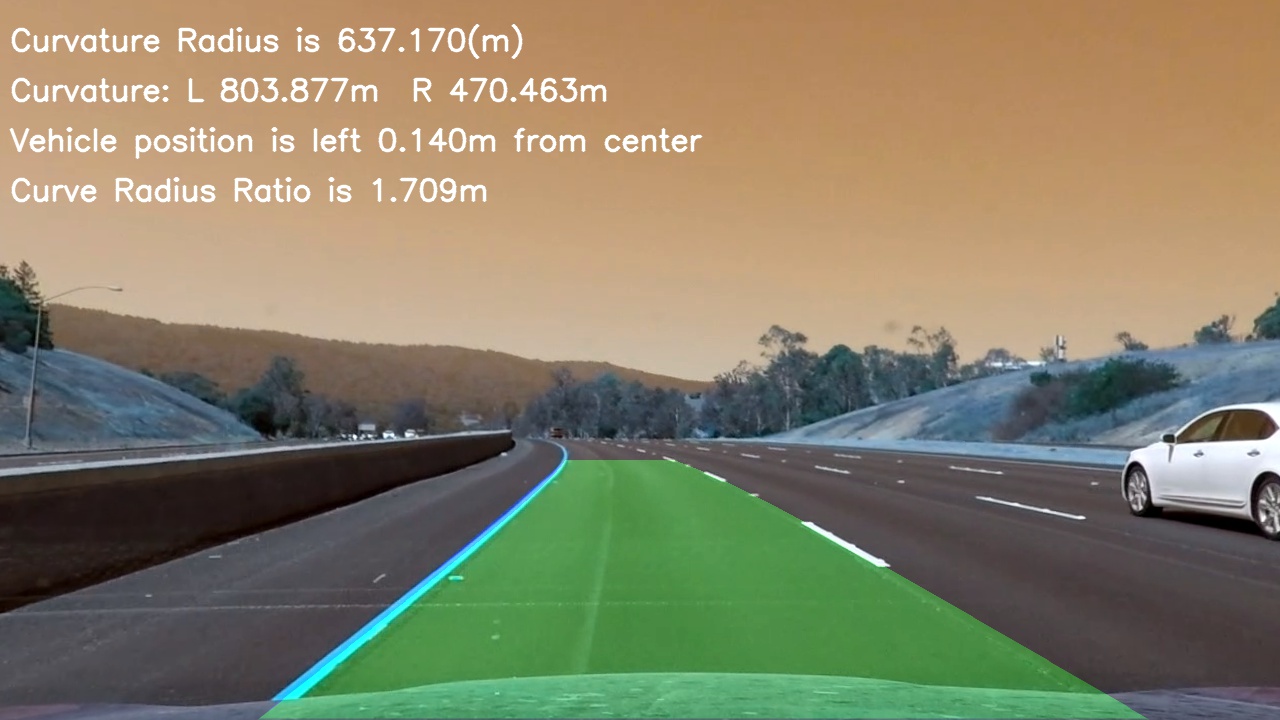 Curvature Radius is 637.170(m)
Curvature: L 803.877m R 470.463m
Vehicle position is left 0.140m from center
Curve Radius Ratio is 1.709m